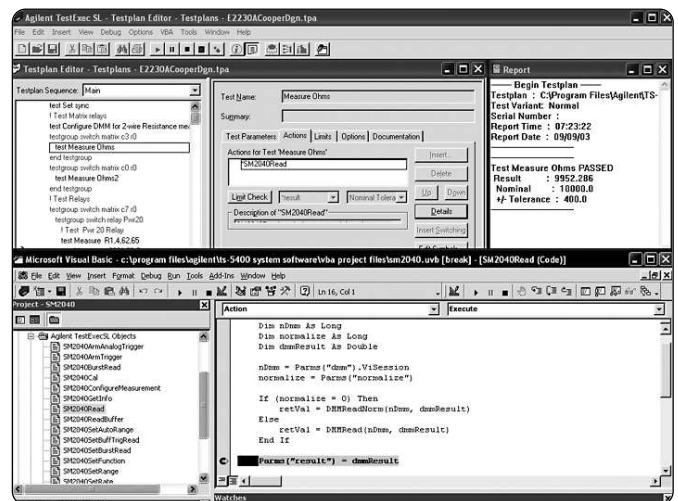 Agilent TestExec SL - Testplan Editor - Testplans - E2230ACooperDgn.tpa
File Edit Insert View Debug Options VBA Tools Window Help
Testplan Editor - Testplans - E2230ACooperDgn.tpa
Testplan Sequence: Main
test Set sync
! Test Matrix relays
test Configure DMM for 2-wire Resistance mea
testgroup switch matrix c3 r0
test Measure Ohms
end testgroup
testgroup switch matrix c0 r0
test Measure Ohms2
end testgroup
! Test Relays
testgroup switch matrix c7 r0
testgroup switch relay Pwr20
! Test Pwr 20 Relay
test Measure R1.4,62,65
Test Name: Measure Ohms
Summary:
Test Parameters Actions Limits Options Documentation
Actions for Test 'Measure Ohms'
*SM2040Read
Insert...
Delete
Up Down
Limit Check *result Nominal Tolera
Details
Description of "SM2040Read"
Insert Switching
Report
----- Begin Testplan -----
Testplan : C:\Program Files\Agilent\TS-
Test Variant: Normal
Serial Number :
Report Time : 07:23:22
Report Date : 09/09/03
Test Measure Ohms PASSED
Result : 9952.286
Nominal : 10000.0
+/- Tolerance : 400.0
Microsoft Visual Basic - c:\program files\agilent\ts-5400 system software\vba project files\sm2040.uvb [break] - [SM2040Read (Code)]
File Edit View Insert Format Debug Run Tools Add-Ins Window Help
Ln 16, Col 1
Project - SM2040
Agilent TestExecSL Objects
SM2040ArmAnalogTrigger
SM2040ArmTrigger
SM2040BurstRead
SM2040Cal
SM2040ConfigureMeasurement
SM2040GetInfo
SM2040Read
SM2040ReadBuffer
SM2040SetAutoRange
SM2040SetBuffTrigRead
SM2040SetBurstRead
SM2040SetFunction
SM2040SetRange
SM2040SetRate
Action Execute
Dim nDmm As Long
Dim normalize As Long
Dim dmmResult As Double
nDmm = Parms("dmm").ViSession
normalize = Parms("normalize")
If (normalize = 0) Then
retVal = DMMReadNorm(nDmm, dmmResult)
Else
retVal = DMMRead(nDmm, dmmResult)
End If
Parms("result") = dmmResult
Watches